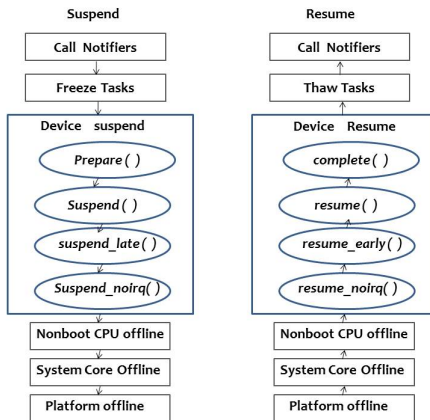 Suspend
Call Notifiers
Freeze Tasks
Device suspend
Prepare ( )
Suspend ( )
suspend_late ( )
Suspend_noirq( )
Nonboot CPU offline
System Core Offline
Platform offline
Resume
Call Notifiers
Thaw Tasks
Device Resume
complete ( )
resume ( )
resume_early( )
resume_noirq( )
Nonboot CPU offline
System Core Offline
Platform offline